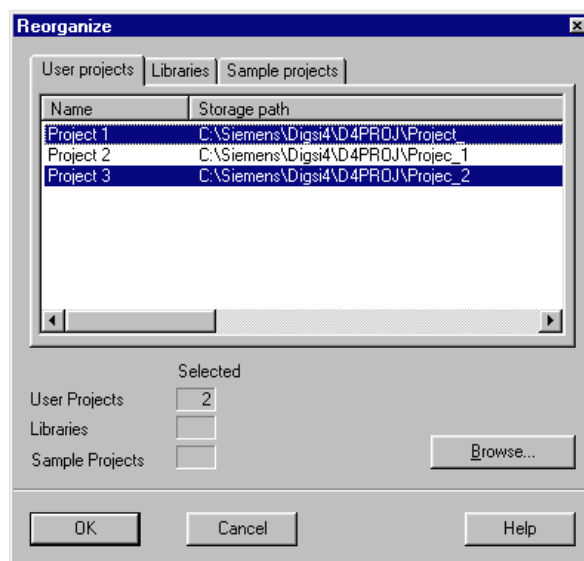 Reorganize
User projects Libraries Sample projects
Name Storage path
Project 1 C:\Siemens\Digsi4\D4PROJ\Project_
Project 2 C:\Siemens\Digsi4\D4PROJ\Projec_1
Project 3 C:\Siemens\Digsi4\D4PROJ\Projec_2
Selected
User Projects 2
Libraries
Sample Projects
Browse...
OK Cancel Help